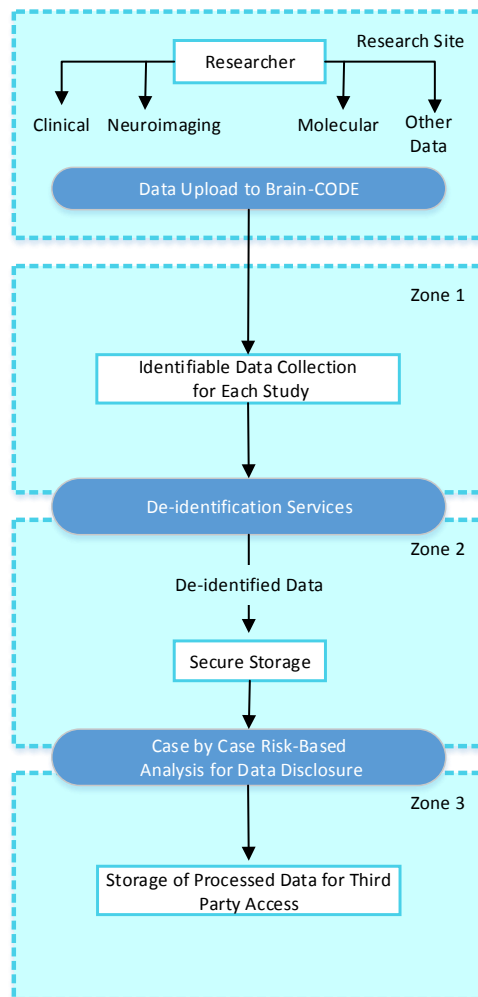 Research Site
Researcher
Clinical
Neuroimaging
Molecular
Other
Data
Data Upload to Brain-CODE
Zone 1
Identifiable Data Collection
for Each Study
De-identification Services
Zone 2
De-identified Data
Secure Storage
Case by Case Risk-Based
Analysis for Data Disclosure
Zone 3
Storage of Processed Data for Third
Party Access